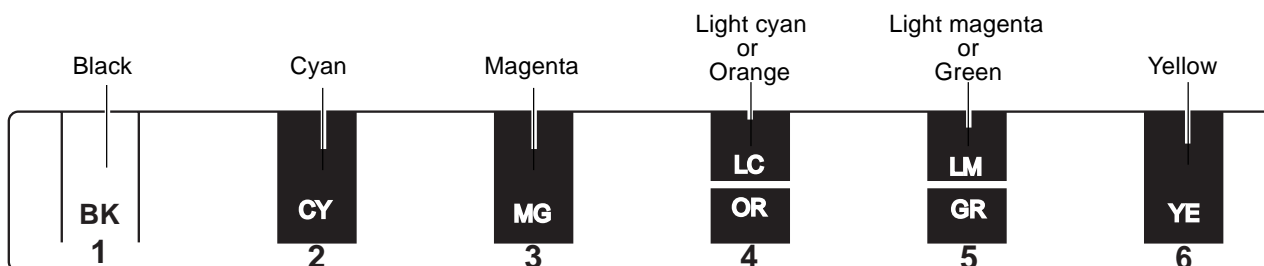 Black
Cyan
Magenta
Light cyan
or
Orange
Light magenta
or
Green
Yellow
BK
CY
MG
LC
OR
LM
GR
YE
1
2
3
4
5
6